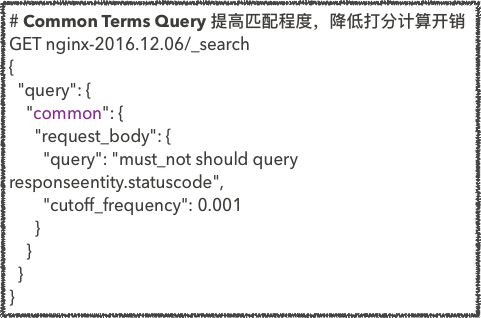 # Common Terms Query 提高匹配程度，降低打分计算开销
GET nginx-2016.12.06/_search
{
  "query": {
    "common": {
      "request_body": {
        "query": "must_not should query
responseentity.statuscode",
        "cutoff_frequency": 0.001
      }
    }
  }
}